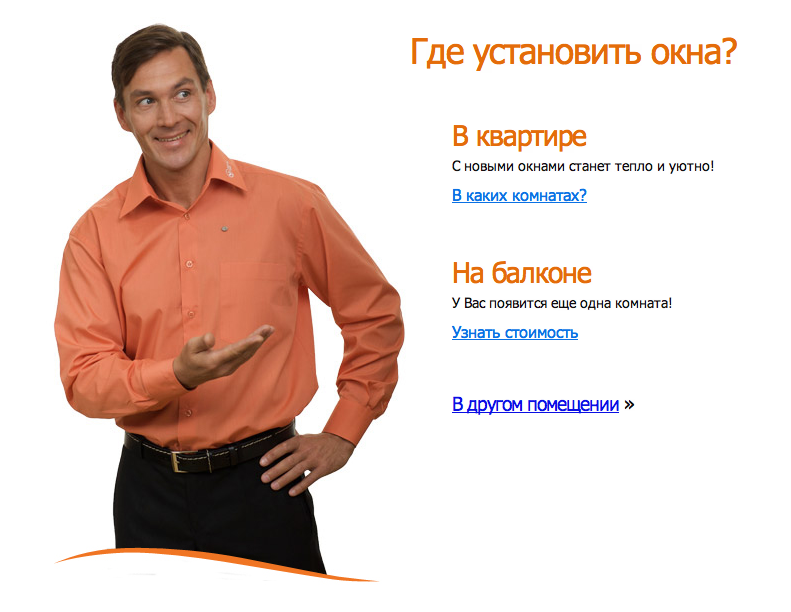 Где установить окна?
В квартире
С новыми окнами станет тепло и уютно!
В каких комнатах?
На балконе
У Вас появится еще одна комната!
Узнать стоимость
В другом помещении »